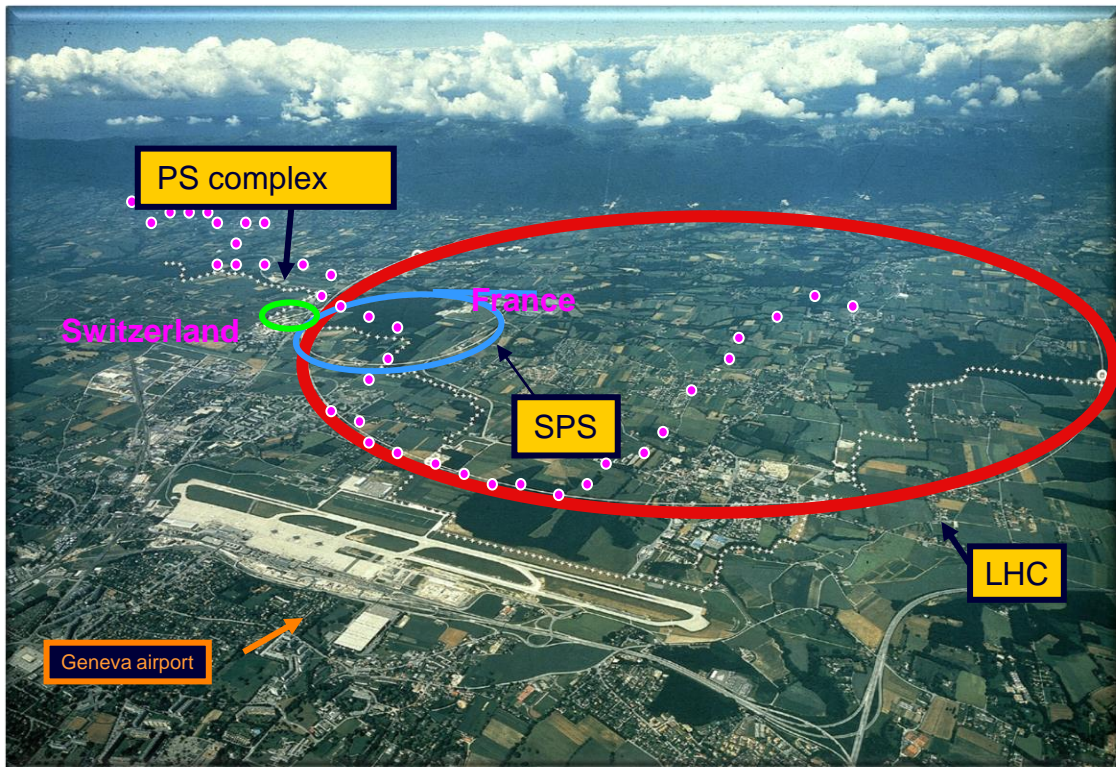 PS complex
France
Switzerland
SPS
LHC
Geneva airport